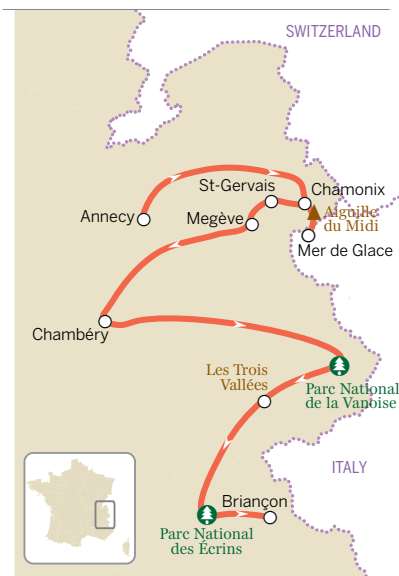 SWITZERLAND
St-Gervais
Chamonix
Annecy
Megève
Aiguille
du Midi
Mer de Glace
Chambéry
Les Trois
Vallées
Parc National
de la Vanoise
ITALY
Briançon
Parc National
des Écrins